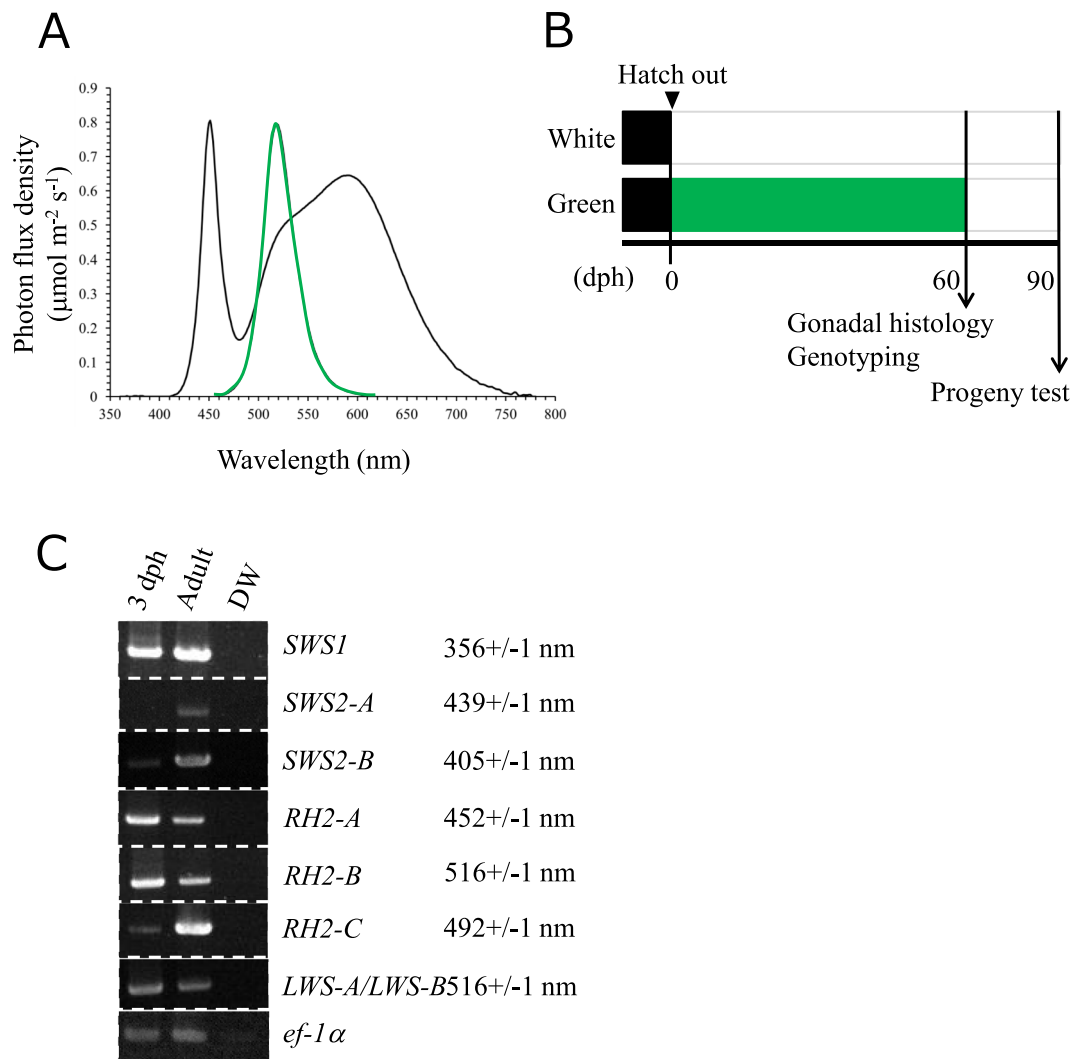 A
Photon flux density
(μmol m⁻² s⁻¹)
0.9
0.8
0.7
0.6
0.5
0.4
0.3
0.2
0.1
0
350 400 450 500 550 600 650 700 750 800
Wavelength (nm)
B
Hatch out
White
Green
(dph) 0 60 90
Gonadal histology
Genotyping
Progeny test
C
3 dph Adult DW
SWS1 356+/-1 nm
SWS2-A 439+/-1 nm
SWS2-B 405+/-1 nm
RH2-A 452+/-1 nm
RH2-B 516+/-1 nm
RH2-C 492+/-1 nm
LWS-A/LWS-B516+/-1 nm
ef-1α